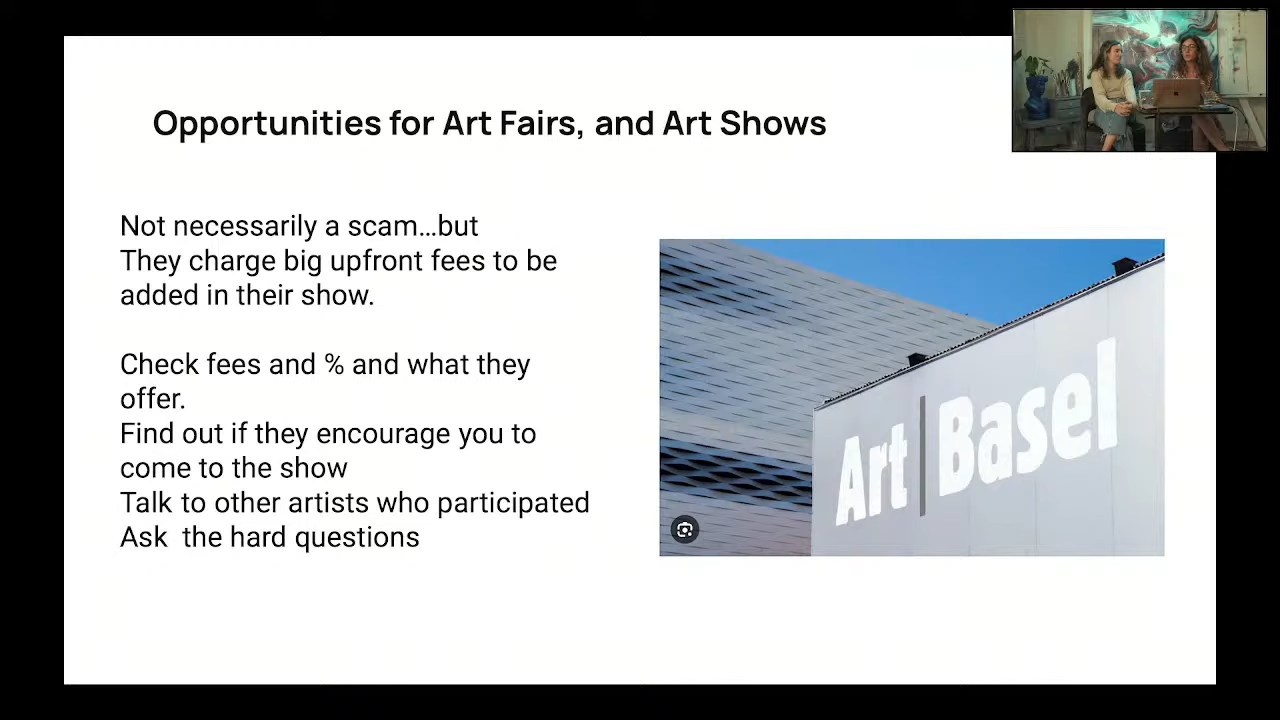 Opportunities for Art Fairs, and Art Shows
Not necessarily a scam…but
They charge big upfront fees to be
added in their show.
Check fees and % and what they
offer.
Find out if they encourage you to
come to the show
Talk to other artists who participated
Ask  the hard questions
Art | Basel